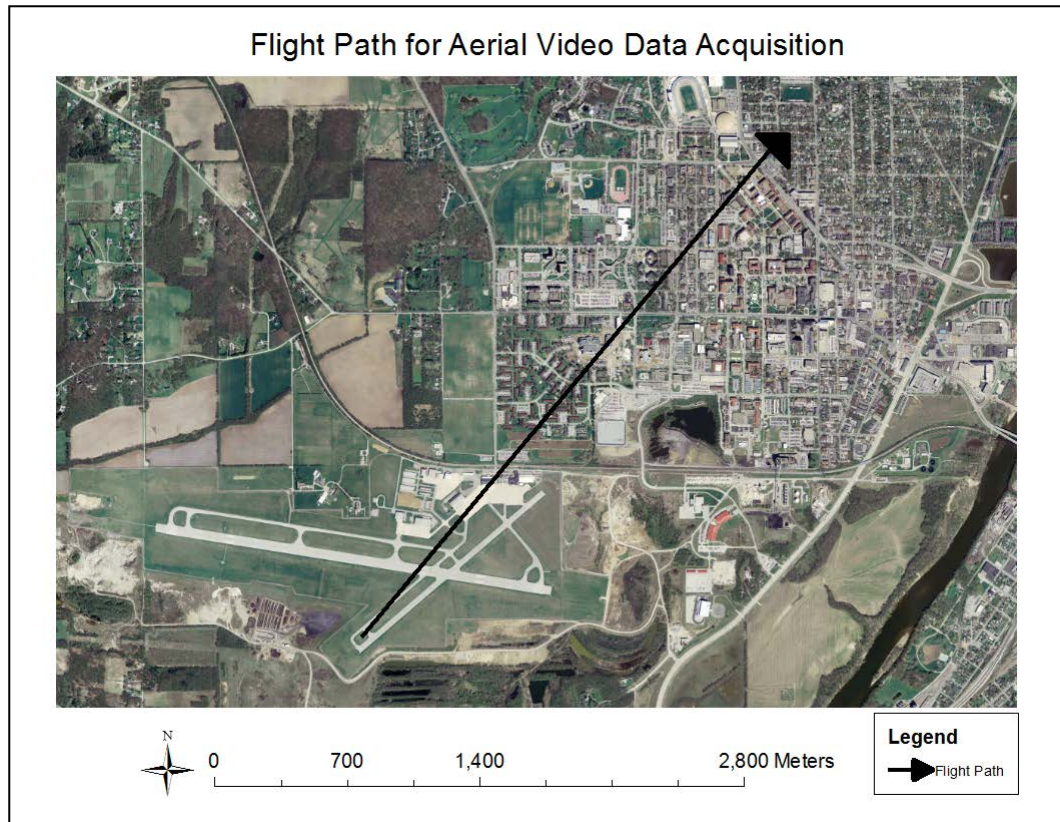 Flight Path for Aerial Video Data Acquisition
N
0 700 1,400 2,800 Meters
Legend
Flight Path